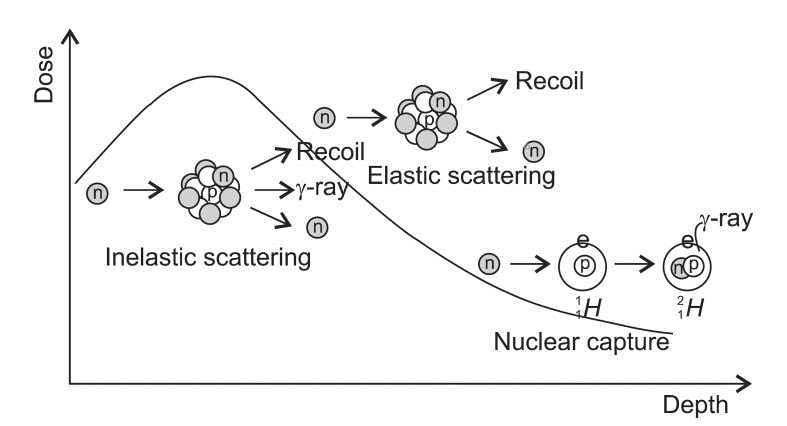 Dose
n
n
p
Recoil
γ-ray
n
Inelastic scattering
n
n
p
Recoil
n
Elastic scattering
n
e
p
¹₁H
e
γ-ray
n p
²₁H
Nuclear capture
Depth